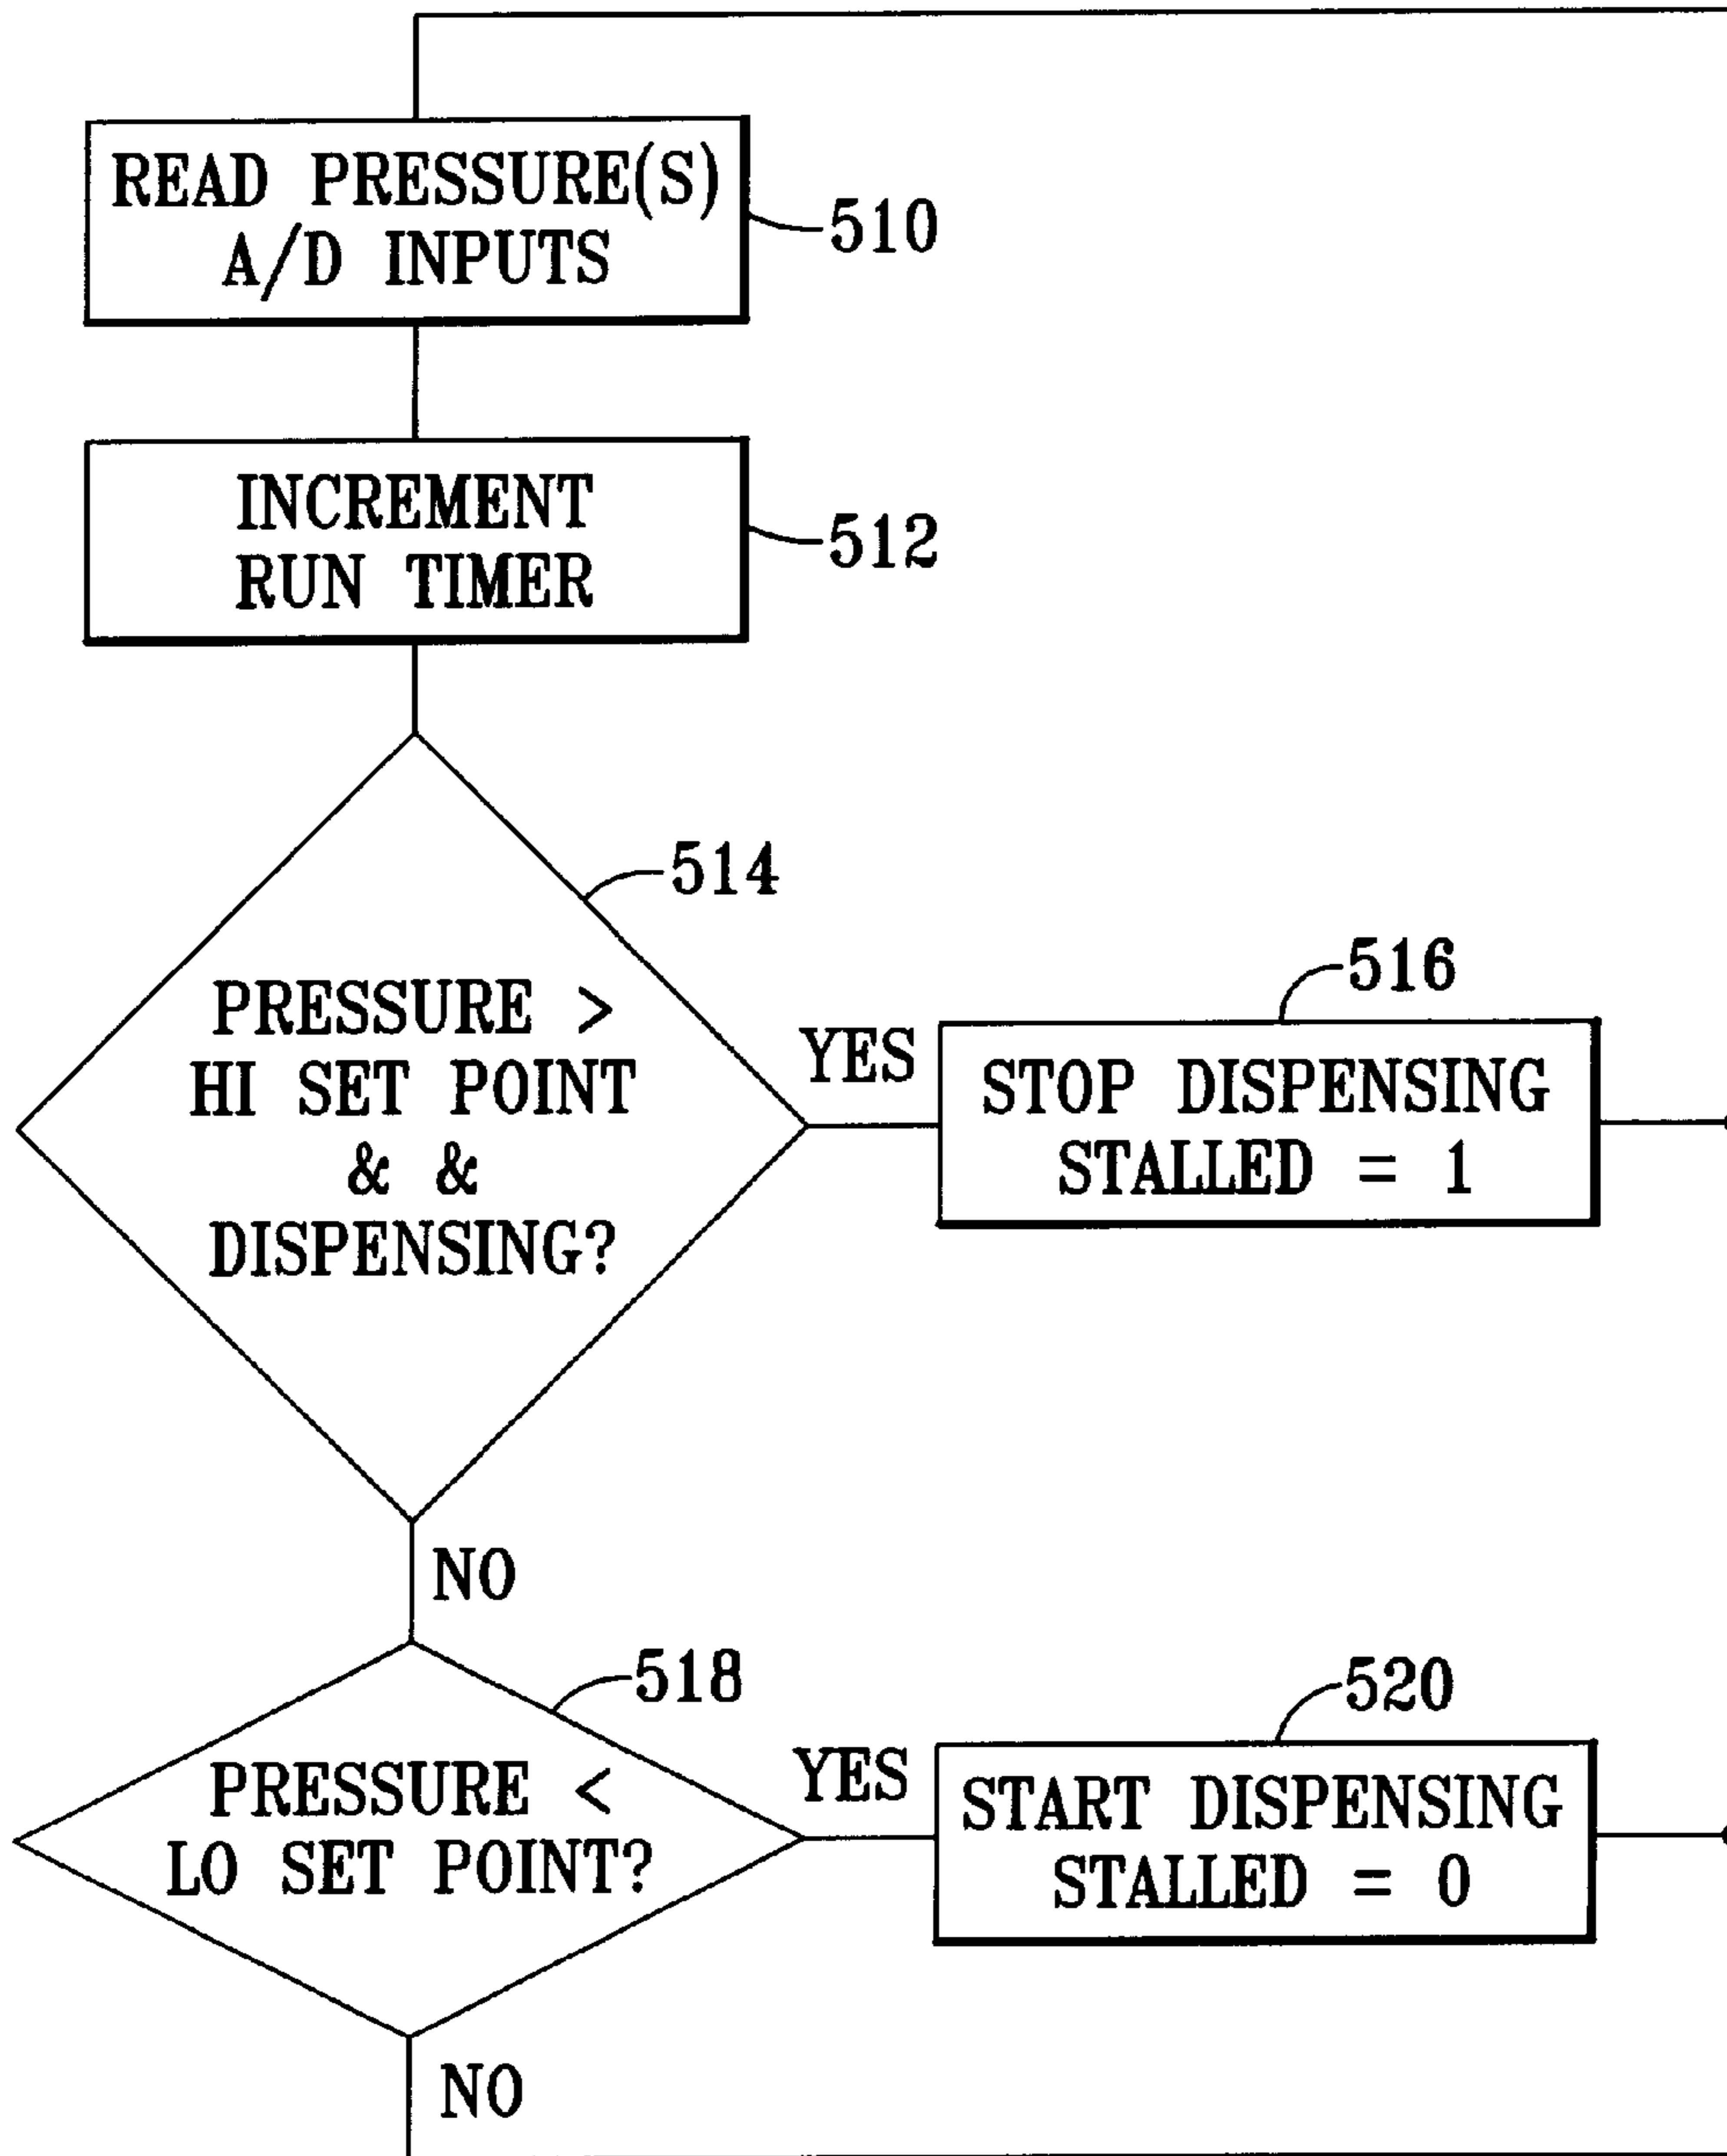 READ PRESSURE(S)
A/D INPUTS
510
INCREMENT
RUN TIMER
512
514
PRESSURE >
HI SET POINT
& &
DISPENSING?
YES
516
STOP DISPENSING
STALLED = 1
NO
518
PRESSURE <
LO SET POINT?
YES
520
START DISPENSING
STALLED = 0
NO